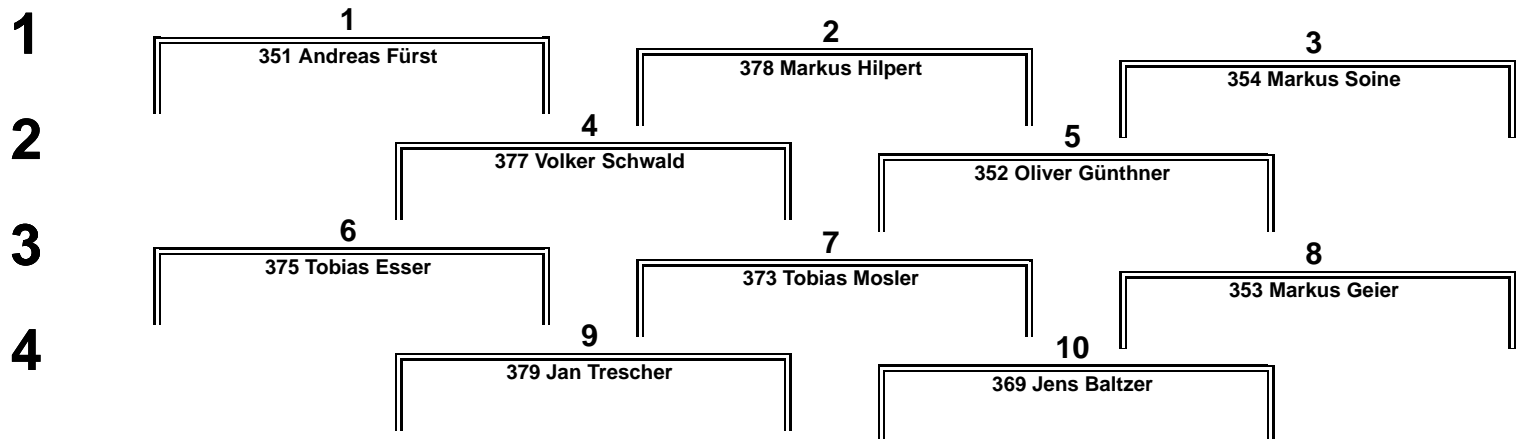 1
1
2
3
351 Andreas Fürst
378 Markus Hilpert
354 Markus Soine
2
4
5
377 Volker Schwald
352 Oliver Günthner
3
6
7
8
375 Tobias Esser
373 Tobias Mosler
353 Markus Geier
4
9
10
379 Jan Trescher
369 Jens Baltzer